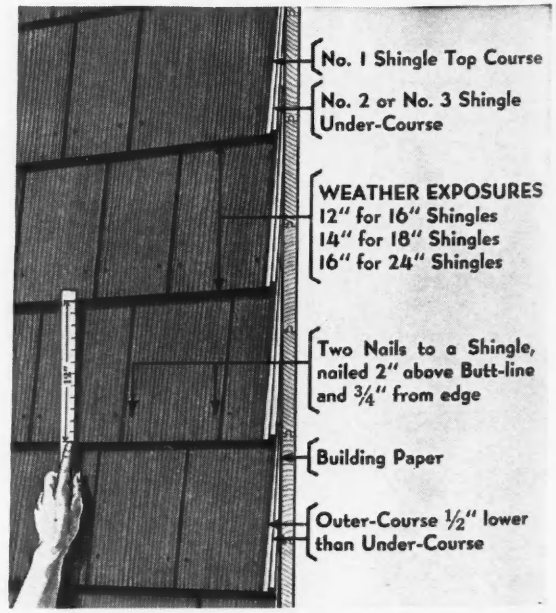 No. 1 Shingle Top Course
No. 2 or No. 3 Shingle
Under-Course
WEATHER EXPOSURES
12" for 16" Shingles
14" for 18" Shingles
16" for 24" Shingles
12"
Two Nails to a Shingle,
nailed 2" above Butt-line
and 3/4" from edge
Building Paper
Outer-Course 1/2" lower
than Under-Course